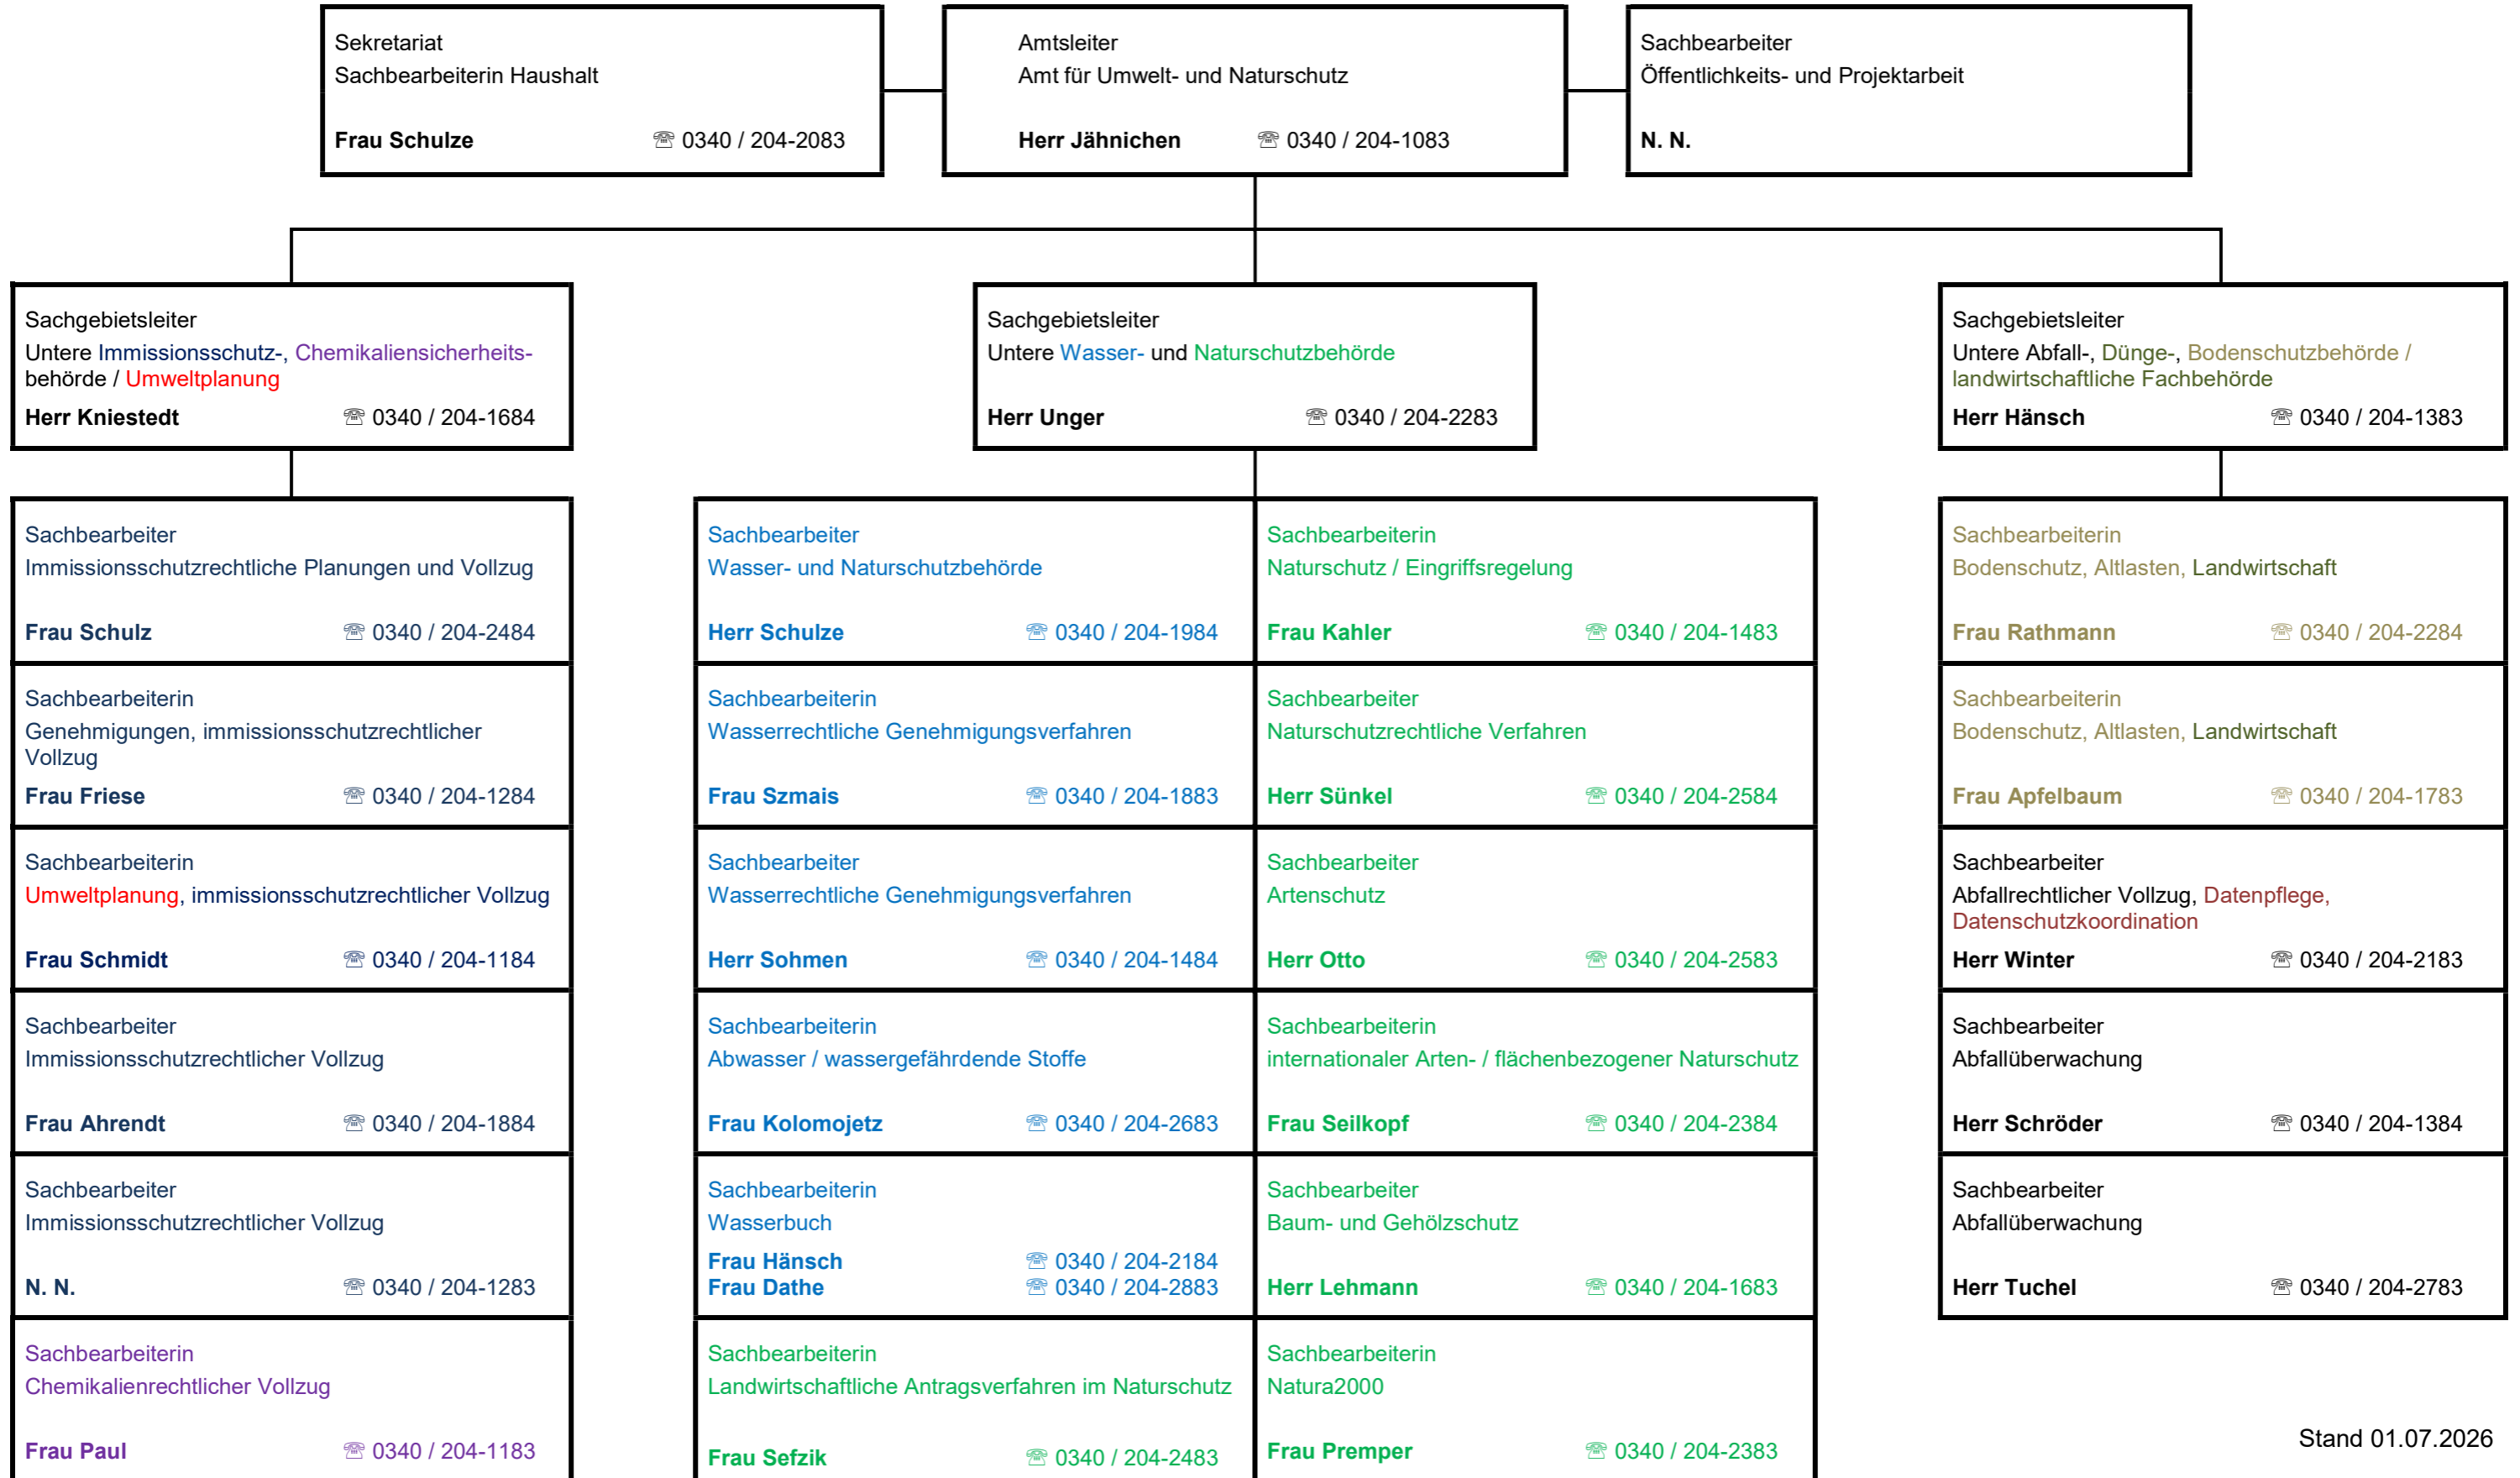 Sekretariat
Sachbearbeiterin Haushalt
Frau Schulze ☏ 0340 / 204-2083
Amtsleiter
Amt für Umwelt- und Naturschutz
Herr Jähnichen ☏ 0340 / 204-1083
Sachbearbeiter
Öffentlichkeits- und Projektarbeit
N. N.
Sachgebietsleiter
Untere Immissionsschutz-, Chemikaliensicherheits-
behörde / Umweltplanung
Herr Kniestedt ☏ 0340 / 204-1684
Sachgebietsleiter
Untere Wasser- und Naturschutzbehörde
Herr Unger ☏ 0340 / 204-2283
Sachgebietsleiter
Untere Abfall-, Dünge-, Bodenschutzbehörde /
landwirtschaftliche Fachbehörde
Herr Hänsch ☏ 0340 / 204-1383
Sachbearbeiter
Immissionsschutzrechtliche Planungen und Vollzug
Frau Schulz ☏ 0340 / 204-2484
Sachbearbeiterin
Genehmigungen, immissionsschutzrechtlicher
Vollzug
Frau Friese ☏ 0340 / 204-1284
Sachbearbeiterin
Umweltplanung, immissionsschutzrechtlicher Vollzug
Frau Schmidt ☏ 0340 / 204-1184
Sachbearbeiter
Immissionsschutzrechtlicher Vollzug
Frau Ahrendt ☏ 0340 / 204-1884
Sachbearbeiter
Immissionsschutzrechtlicher Vollzug
N. N. ☏ 0340 / 204-1283
Sachbearbeiterin
Chemikalienrechtlicher Vollzug
Frau Paul ☏ 0340 / 204-1183
Sachbearbeiter
Wasser- und Naturschutzbehörde
Herr Schulze ☏ 0340 / 204-1984
Sachbearbeiterin
Wasserrechtliche Genehmigungsverfahren
Frau Szmais ☏ 0340 / 204-1883
Sachbearbeiter
Wasserrechtliche Genehmigungsverfahren
Herr Sohmen ☏ 0340 / 204-1484
Sachbearbeiterin
Abwasser / wassergefährdende Stoffe
Frau Kolomojetz ☏ 0340 / 204-2683
Sachbearbeiterin
Wasserbuch
Frau Hänsch ☏ 0340 / 204-2184
Frau Dathe ☏ 0340 / 204-2883
Sachbearbeiterin
Landwirtschaftliche Antragsverfahren im Naturschutz
Frau Sefzik ☏ 0340 / 204-2483
Sachbearbeiterin
Naturschutz / Eingriffsregelung
Frau Kahler ☏ 0340 / 204-1483
Sachbearbeiter
Naturschutzrechtliche Verfahren
Herr Sünkel ☏ 0340 / 204-2584
Sachbearbeiter
Artenschutz
Herr Otto ☏ 0340 / 204-2583
Sachbearbeiterin
internationaler Arten- / flächenbezogener Naturschutz
Frau Seilkopf ☏ 0340 / 204-2384
Sachbearbeiter
Baum- und Gehölzschutz
Herr Lehmann ☏ 0340 / 204-1683
Sachbearbeiterin
Natura2000
Frau Premper ☏ 0340 / 204-2383
Sachbearbeiterin
Bodenschutz, Altlasten, Landwirtschaft
Frau Rathmann ☏ 0340 / 204-2284
Sachbearbeiterin
Bodenschutz, Altlasten, Landwirtschaft
Frau Apfelbaum ☏ 0340 / 204-1783
Sachbearbeiter
Abfallrechtlicher Vollzug, Datenpflege,
Datenschutzkoordination
Herr Winter ☏ 0340 / 204-2183
Sachbearbeiter
Abfallüberwachung
Herr Schröder ☏ 0340 / 204-1384
Sachbearbeiter
Abfallüberwachung
Herr Tuchel ☏ 0340 / 204-2783
Stand 01.07.2026